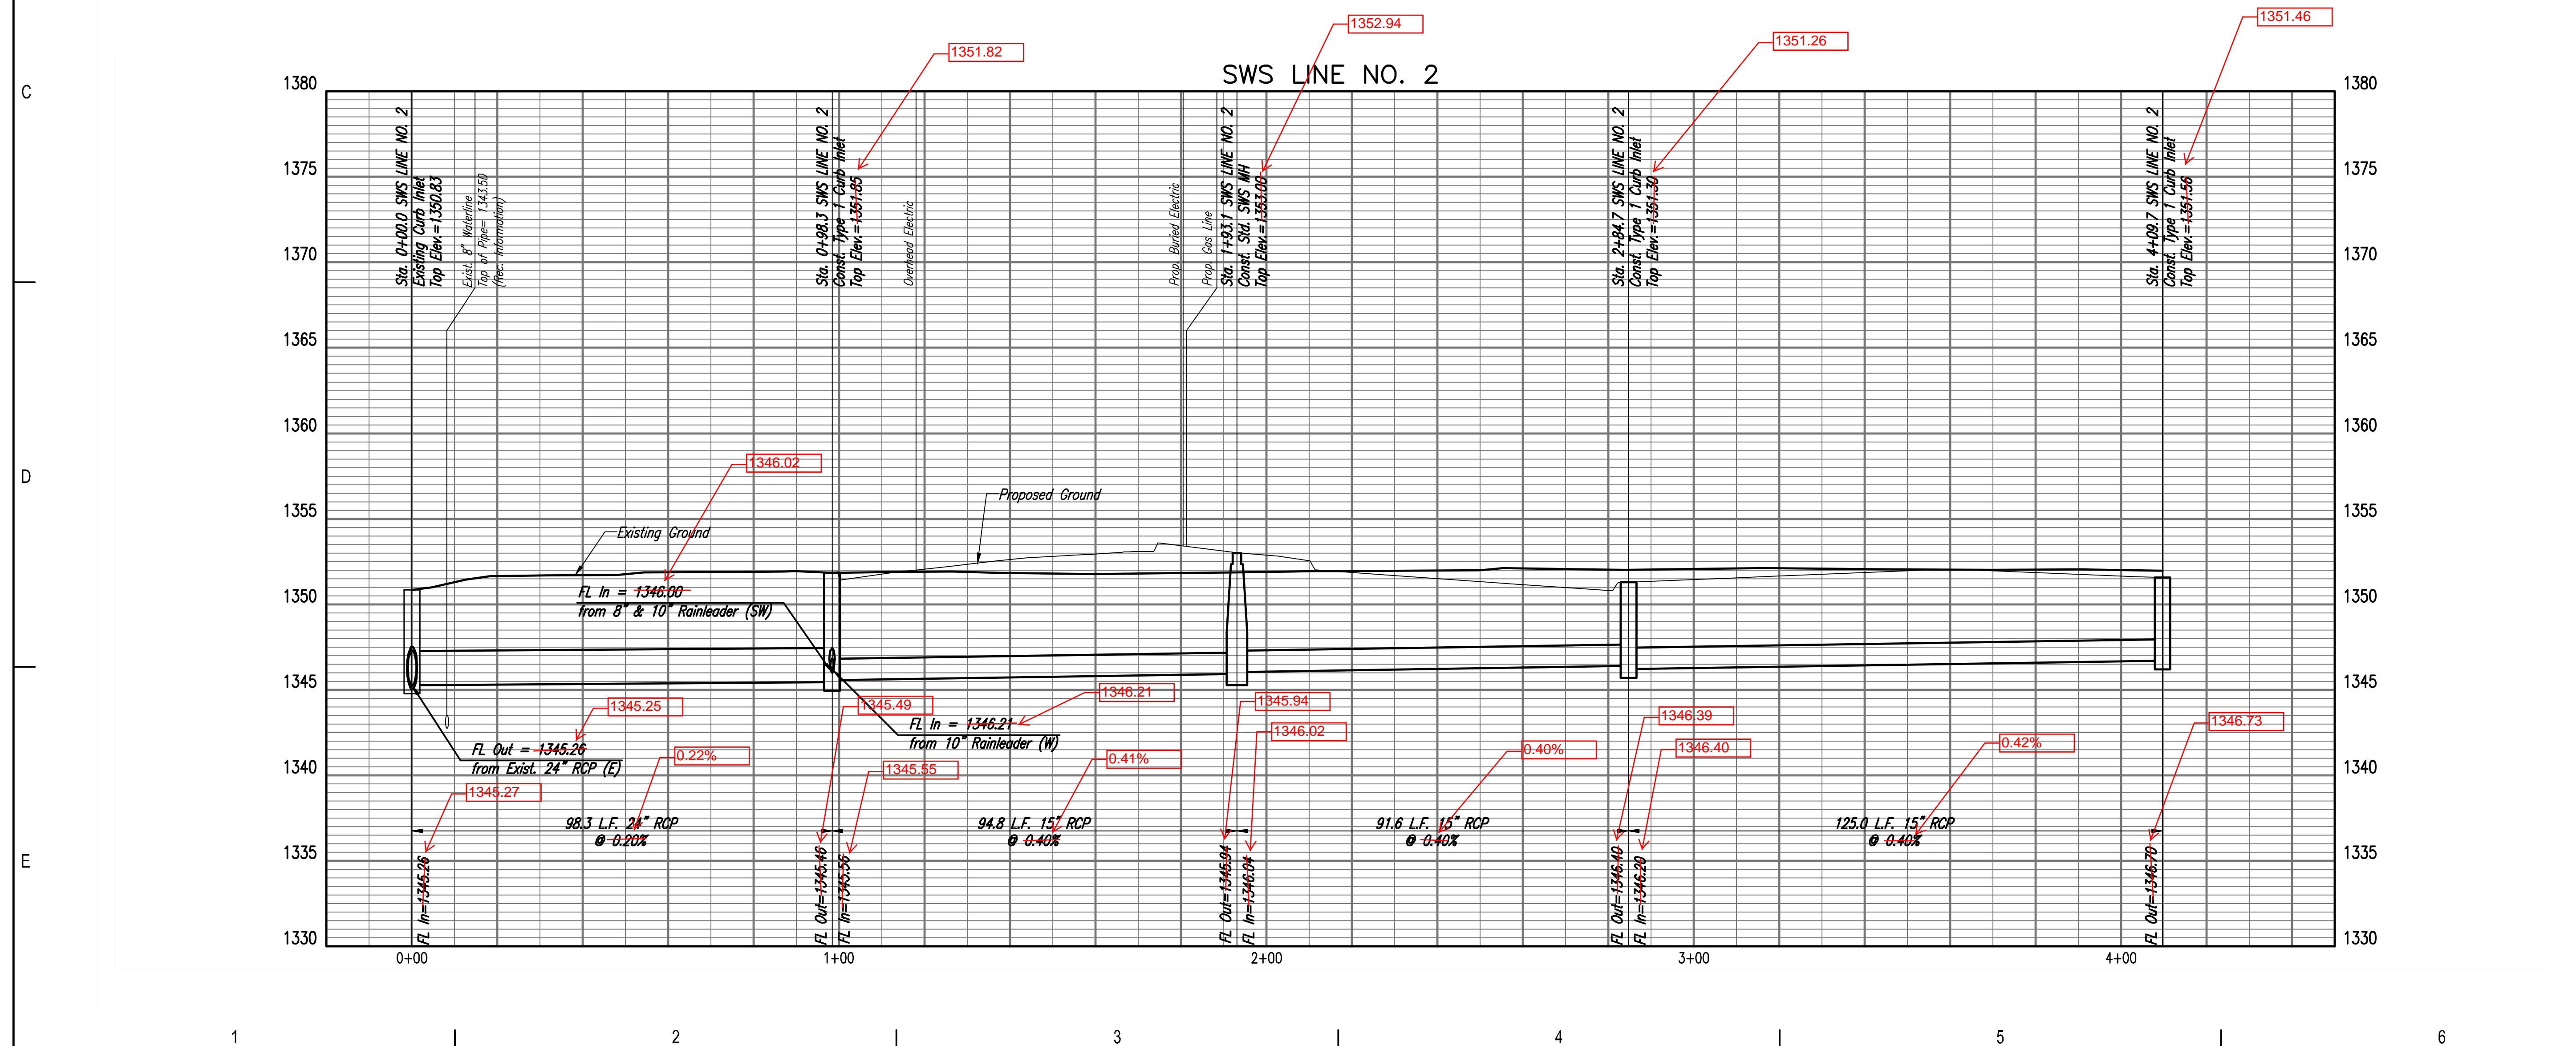 1352.94
1351.46
1351.82
1351.26
SWS LINE NO. 2
C
D
E
1380
1375
1370
1365
1360
1355
1350
1345
1340
1335
1330
1380
1375
1370
1365
1360
1355
1350
1345
1340
1335
1330
Sta. 0+00.0 SWS LINE NO. 2
Existing Curb Inlet
Top Elev.=1350.83
Exist. 8" Waterline
Top of Pipe= 1343.50
(Rec. Information)
Sta. 0+98.3 SWS LINE NO. 2
Const. Type 1 Curb Inlet
Top Elev.=1351.85
Overhead Electric
Prop. Buried Electric
Prop. Gas Line
Sta. 1+93.1 SWS LINE NO. 2
Const. Std. SWS MH
Top Elev.=1353.00
Sta. 2+84.7 SWS LINE NO. 2
Const. Type 1 Curb Inlet
Top Elev.=1351.30
Sta. 4+09.7 SWS LINE NO. 2
Const. Type 1 Curb Inlet
Top Elev.=1351.56
1346.02
Proposed Ground
Existing Ground
FL In = 1346.00
from 8" & 10" Rainleader (SW)
1346.21
FL In = 1346.21
from 10" Rainleader (W)
1345.25
FL Out = 1345.26
from Exist. 24" RCP (E)
1345.49
1345.94
1346.02
1346.39
1346.40
1346.73
0.22%
1345.55
0.41%
0.40%
0.42%
1345.27
98.3 L.F. 24" RCP
@ 0.20%
94.8 L.F. 15" RCP
@ 0.40%
91.6 L.F. 15" RCP
@ 0.40%
125.0 L.F. 15" RCP
@ 0.40%
FL In=1345.26
FL Out=1345.46
FL In=1345.56
FL Out=1345.94
FL In=1346.04
FL Out=1346.40
FL In=1346.20
FL Out=1346.70
0+00
1+00
2+00
3+00
4+00
1
2
3
4
5
6